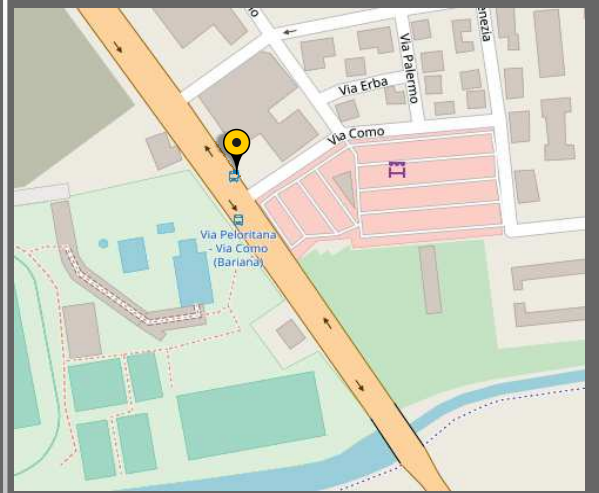 Via Palermo
Via Erba
Via Como
Via Peloritana
- Via Como
(Bariana)